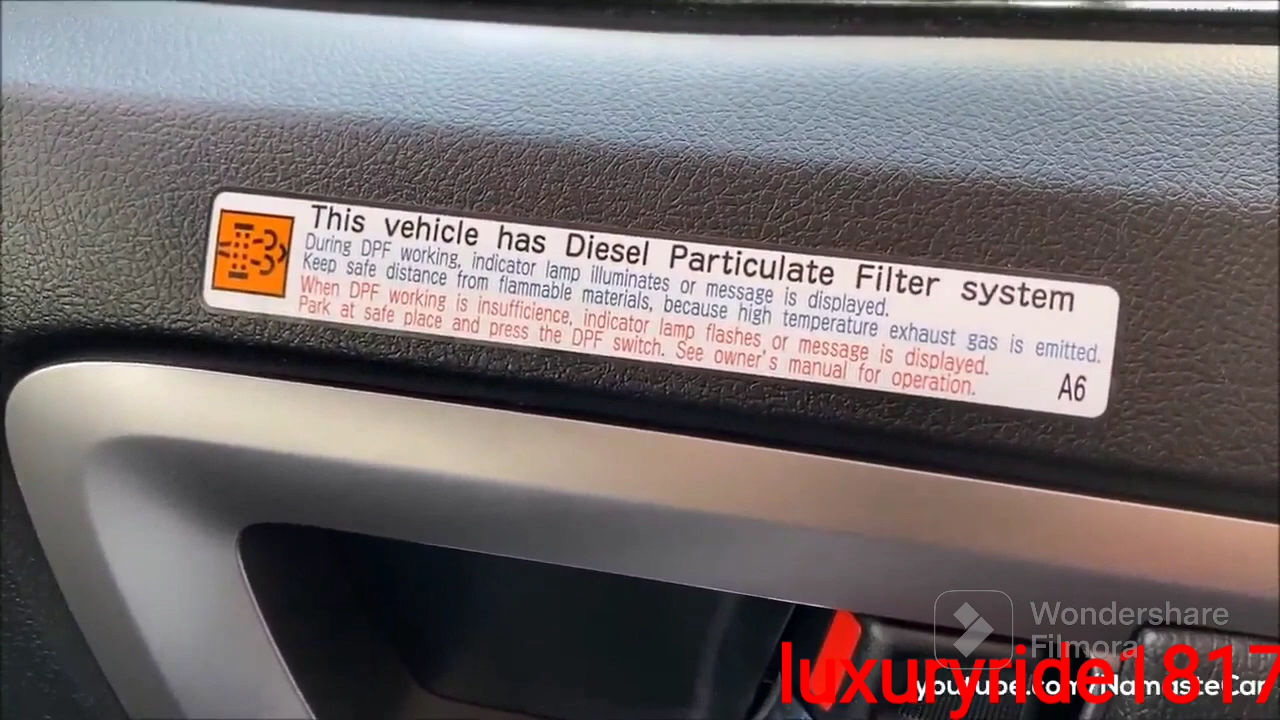 This vehicle has Diesel Particulate Filter system
During DPF working, indicator lamp illuminates or message is displayed.
Keep safe distance from flammable materials, because high temperature exhaust gas is emitted.
When DPF working is insufficience, indicator lamp flashes or message is displayed.
Park at safe place and press the DPF switch. See owner's manual for operation.
A6
Wondershare
Filmora
luxuryride1817
youtube.com/NamasteCar